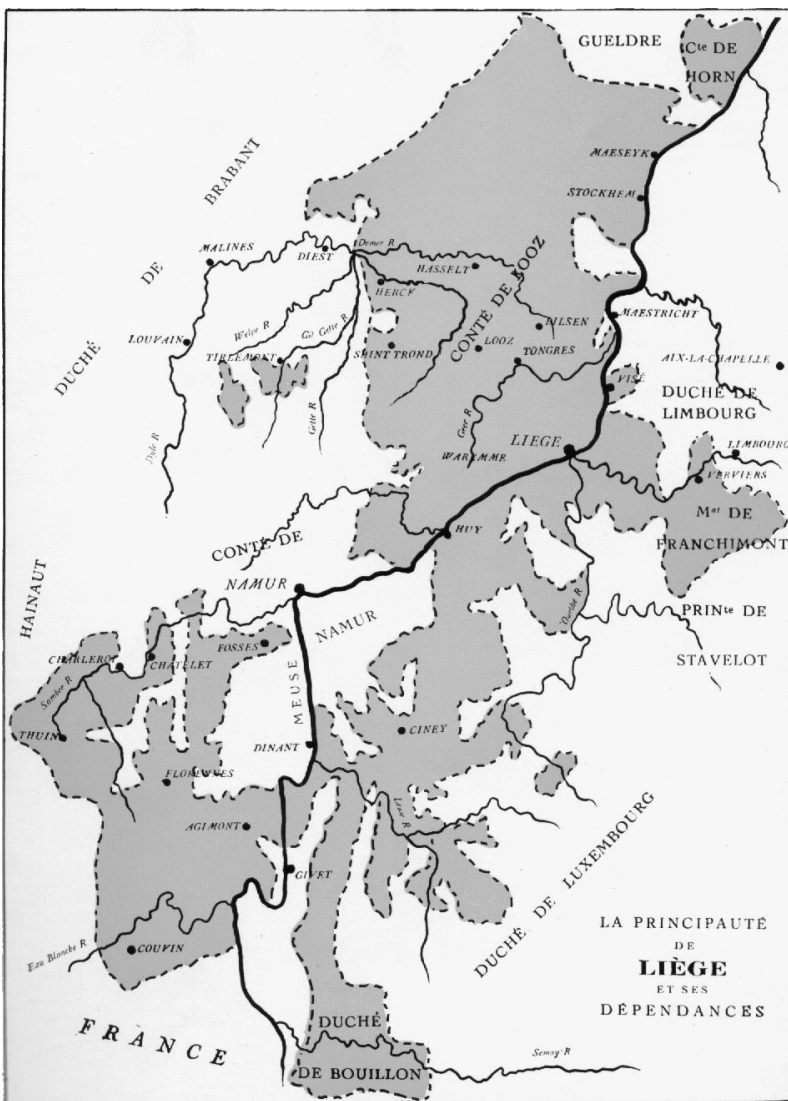 GUELDRE
Cte DE
HORN
MAESEYK
STOCKHEM
BRABANT
DE
DUCHÉ
MALINES
DIEST
Demer R
HASSELT
HERCK
CONTÉ DE LOOZ
LOUVAIN
Welpe R
Gd Gette R
TIRLEMONT
SAINT TROND
LOOZ
BILSEN
TONGRES
MAESTRICHT
AIX-LA-CHAPELLE
VISÉ
DUCHÉ DE
LIMBOURG
Gette R
Geer R
Dyle R
WAREMME
LIEGE
LIMBOURG
VERVIERS
Mat DE
FRANCHIMONT
HUY
CONTÉ DE
NAMUR
NAMUR
HAINAUT
Ourthe R
PRINte DE
STAVELOT
FOSSES
CHARLEROI
CHATELET
Sambre R
MEUSE
THUIN
DINANT
CINEY
FLORENNES
Lesse R
AGIMONT
GIVET
DUCHÉ DE LUXEMBOURG
Eau Blanche R
COUVIN
FRANCE
DUCHÉ
DE BOUILLON
Semoy R
LA PRINCIPAUTÉ
DE
LIÈGE
ET SES
DÉPENDANCES